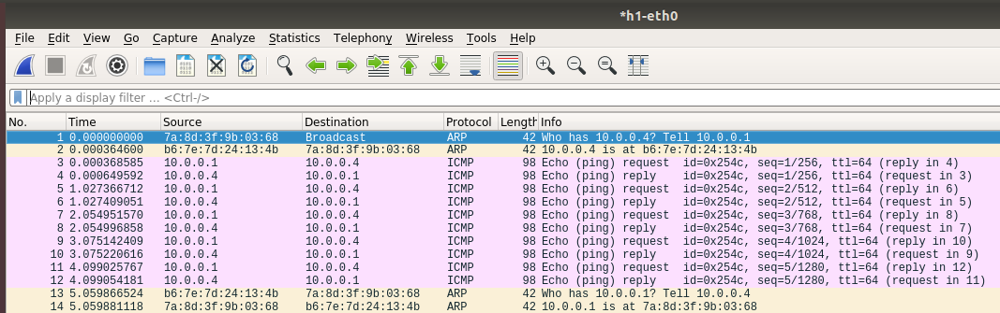 *h1-eth0
File Edit View Go Capture Analyze Statistics Telephony Wireless Tools Help
Apply a display filter ... <Ctrl-/>
No. Time Source Destination Protocol Length Info
1 0.000000000 7a:8d:3f:9b:03:68 Broadcast ARP 42 Who has 10.0.0.4? Tell 10.0.0.1
2 0.000364600 b6:7e:7d:24:13:4b 7a:8d:3f:9b:03:68 ARP 42 10.0.0.4 is at b6:7e:7d:24:13:4b
3 0.000368585 10.0.0.1 10.0.0.4 ICMP 98 Echo (ping) request id=0x254c, seq=1/256, ttl=64 (reply in 4)
4 0.000649592 10.0.0.4 10.0.0.1 ICMP 98 Echo (ping) reply id=0x254c, seq=1/256, ttl=64 (request in 3)
5 1.027366712 10.0.0.1 10.0.0.4 ICMP 98 Echo (ping) request id=0x254c, seq=2/512, ttl=64 (reply in 6)
6 1.027409051 10.0.0.4 10.0.0.1 ICMP 98 Echo (ping) reply id=0x254c, seq=2/512, ttl=64 (request in 5)
7 2.054951570 10.0.0.1 10.0.0.4 ICMP 98 Echo (ping) request id=0x254c, seq=3/768, ttl=64 (reply in 8)
8 2.054996858 10.0.0.4 10.0.0.1 ICMP 98 Echo (ping) reply id=0x254c, seq=3/768, ttl=64 (request in 7)
9 3.075142409 10.0.0.1 10.0.0.4 ICMP 98 Echo (ping) request id=0x254c, seq=4/1024, ttl=64 (reply in 10)
10 3.075220616 10.0.0.4 10.0.0.1 ICMP 98 Echo (ping) reply id=0x254c, seq=4/1024, ttl=64 (request in 9)
11 4.099025767 10.0.0.1 10.0.0.4 ICMP 98 Echo (ping) request id=0x254c, seq=5/1280, ttl=64 (reply in 12)
12 4.099054181 10.0.0.4 10.0.0.1 ICMP 98 Echo (ping) reply id=0x254c, seq=5/1280, ttl=64 (request in 11)
13 5.059866524 b6:7e:7d:24:13:4b 7a:8d:3f:9b:03:68 ARP 42 Who has 10.0.0.1? Tell 10.0.0.4
14 5.059881118 7a:8d:3f:9b:03:68 b6:7e:7d:24:13:4b ARP 42 10.0.0.1 is at 7a:8d:3f:9b:03:68